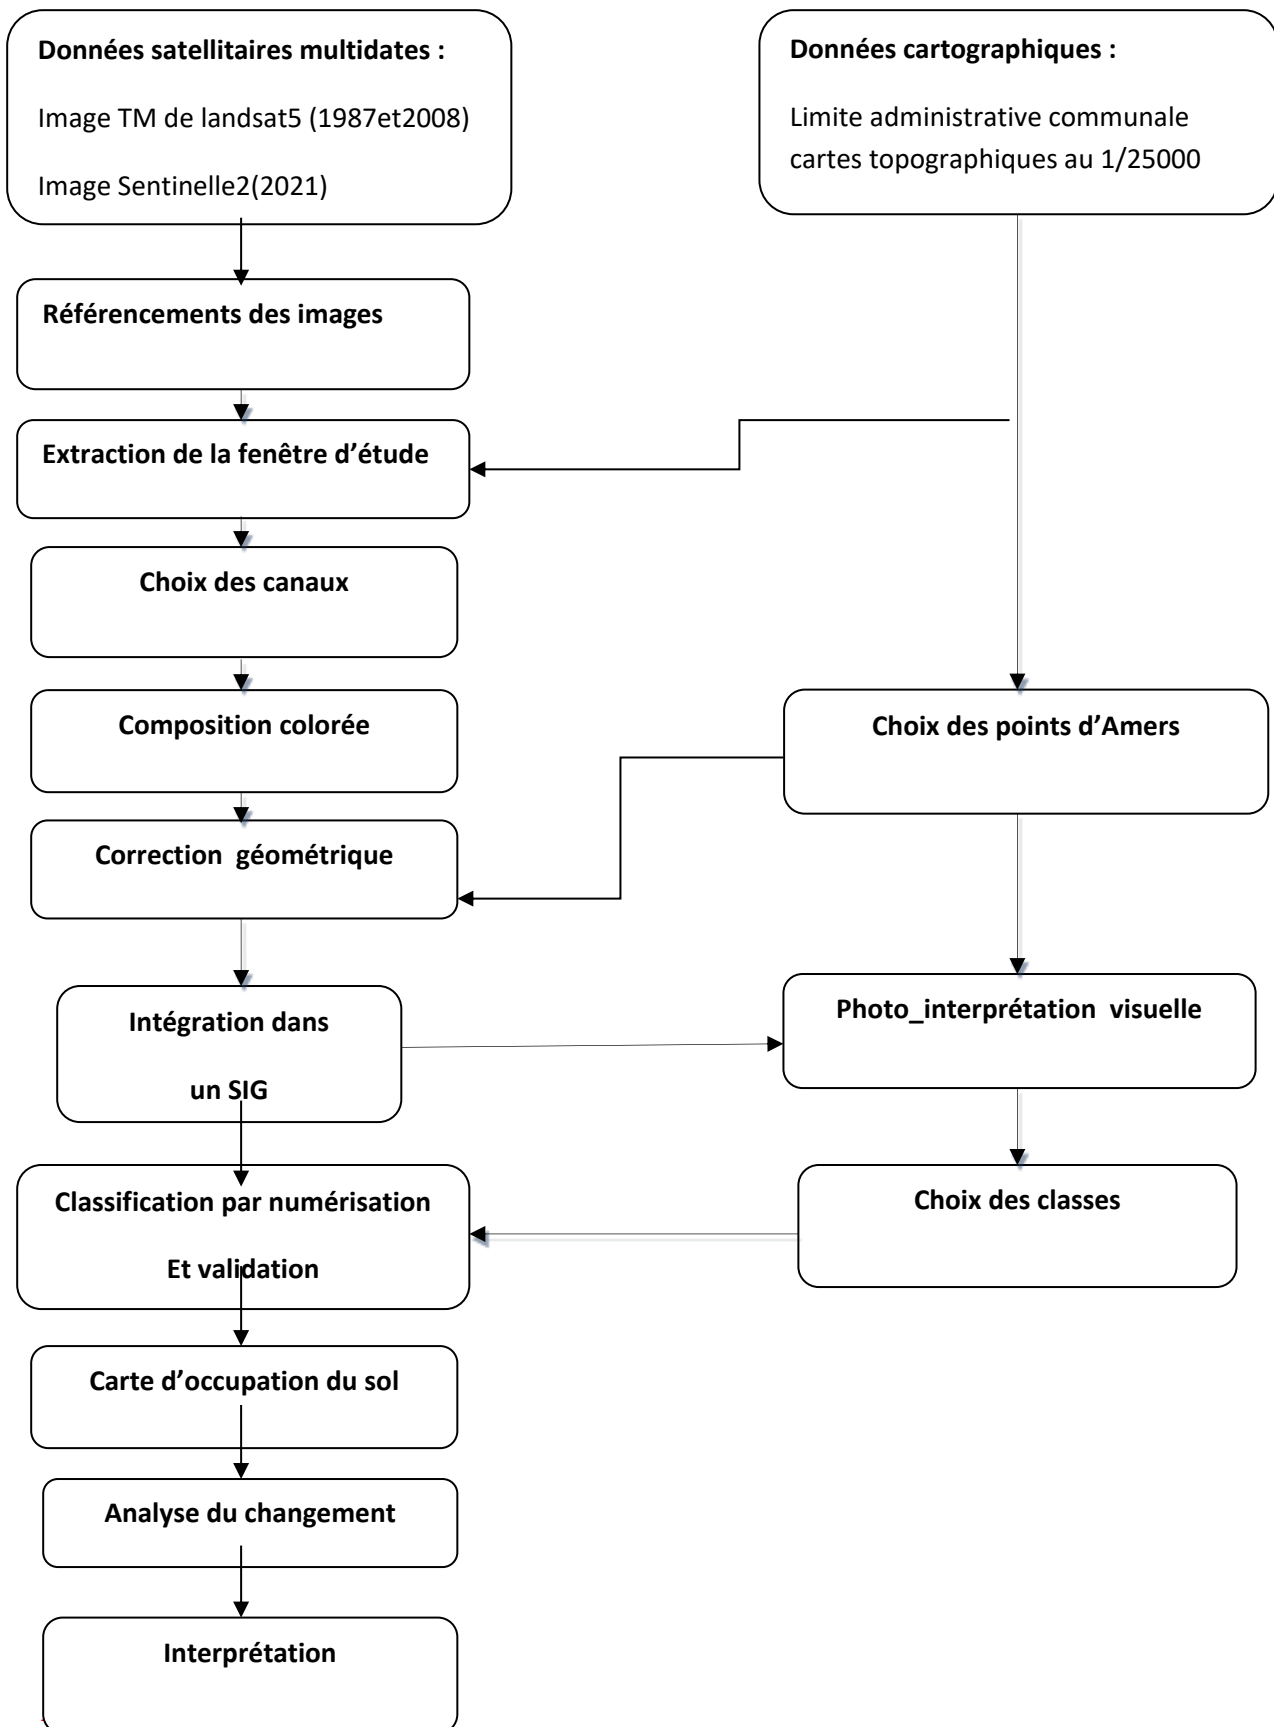 Données satellitaires multidates :
Image TM de landsat5 (1987et2008)
Image Sentinelle2(2021)
Données cartographiques :
Limite administrative communale
cartes topographiques au 1/25000
Référencements des images
Extraction de la fenêtre d’étude
Choix des canaux
Composition colorée
Choix des points d’Amers
Correction géométrique
Intégration dans
un SIG
Photo_interprétation visuelle
Classification par numérisation
Et validation
Choix des classes
Carte d’occupation du sol
Analyse du changement
Interprétation